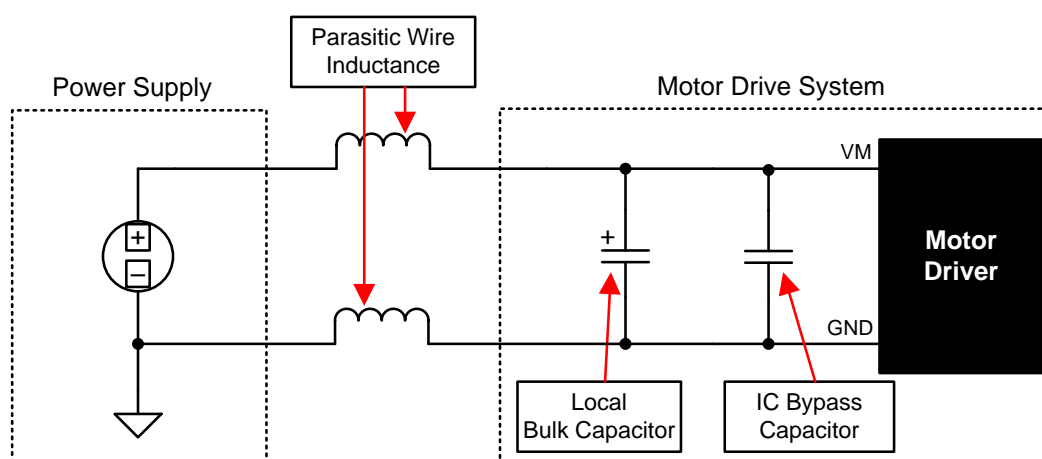 Parasitic Wire
Inductance
Power Supply
Motor Drive System
VM
+
−
+
Motor
Driver
GND
Local
Bulk Capacitor
IC Bypass
Capacitor